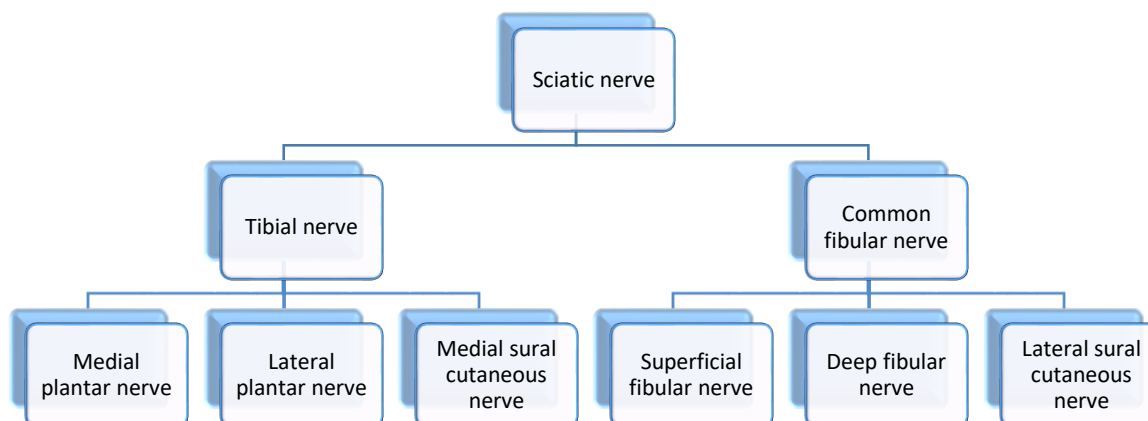 Sciatic nerve
Tibial nerve
Common
fibular nerve
Medial
plantar nerve
Lateral
plantar nerve
Medial sural
cutaneous
nerve
Superficial
fibular nerve
Deep fibular
nerve
Lateral sural
cutaneous
nerve